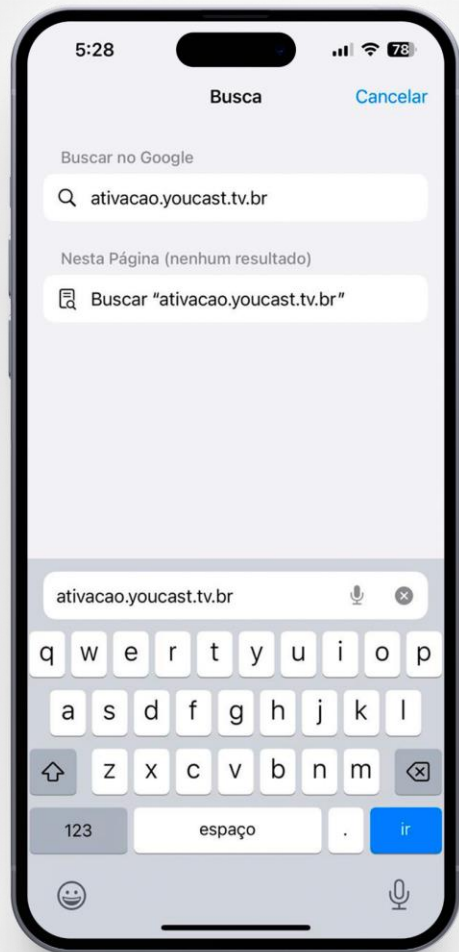 5:28
78
Busca
Cancelar
Buscar no Google
ativacao.youcast.tv.br
Nesta Página (nenhum resultado)
Buscar "ativacao.youcast.tv.br"
ativacao.youcast.tv.br
q w e r t y u i o p
a s d f g h j k l
z x c v b n m
123
espaço
.
ir